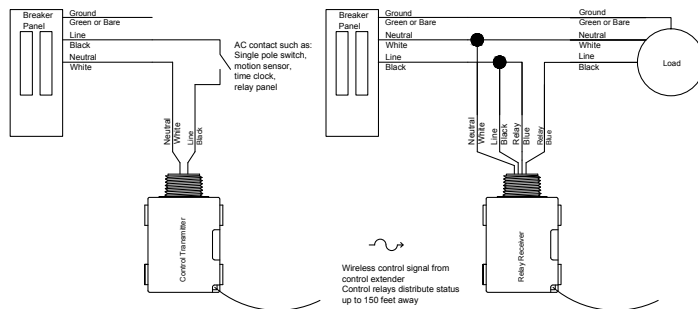 Breaker
Panel
Ground
Green or Bare
Line
Black
Neutral
White
AC contact such as:
Single pole switch,
motion sensor,
time clock,
relay panel
Neutral
White
Line
Black
Control Transmitter
Breaker
Panel
Ground
Green or Bare
Neutral
White
Line
Black
Ground
Green or Bare
Neutral
White
Line
Black
Load
Neutral
White
Line
Black
Relay
Blue
Relay
Blue
Relay Receiver
Wireless control signal from
control extender
Control relays distribute status
up to 150 feet away